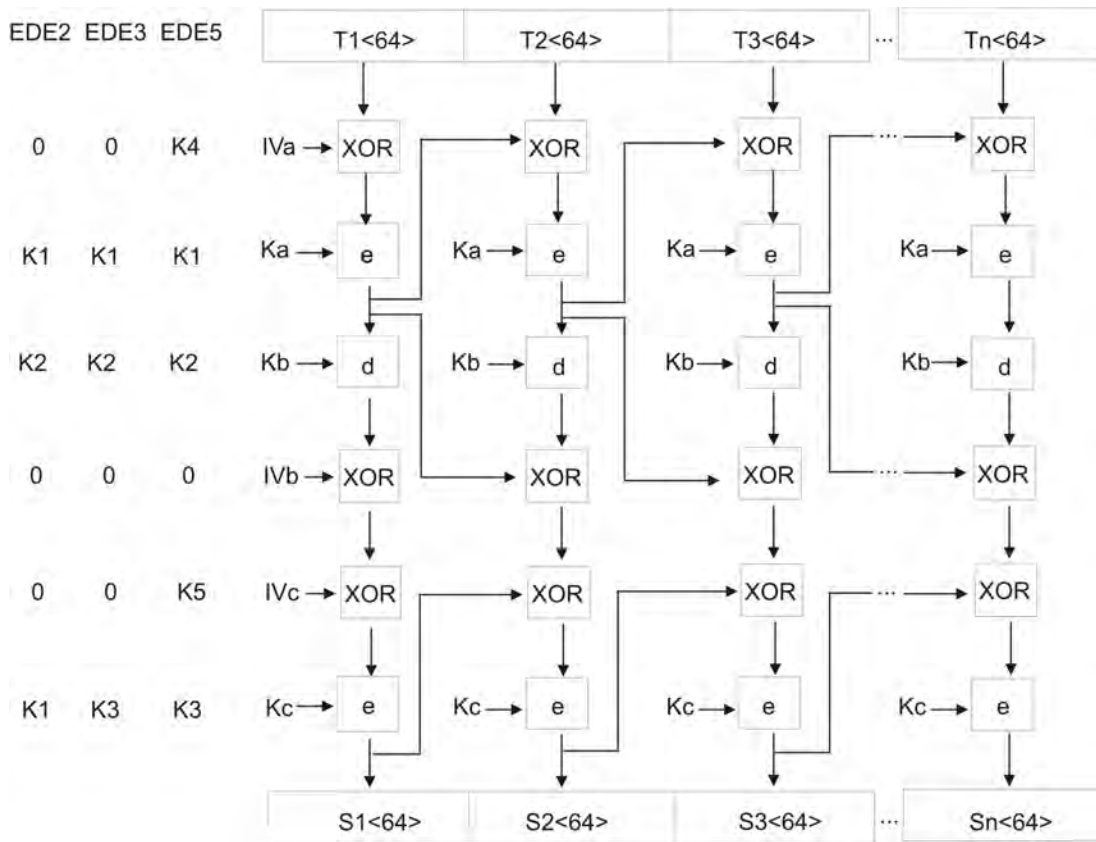 EDE2 EDE3 EDE5 T1<64> T2<64> T3<64> ... Tn<64>
0 0 K4 IVa XOR XOR XOR ... XOR
K1 K1 K1 Ka e Ka e Ka e Ka e
K2 K2 K2 Kb d Kb d Kb d Kb d
0 0 0 IVb XOR XOR XOR ... XOR
0 0 K5 IVc XOR XOR XOR ... XOR
K1 K3 K3 Kc e Kc e Kc e Kc e
S1<64> S2<64> S3<64> ... Sn<64>